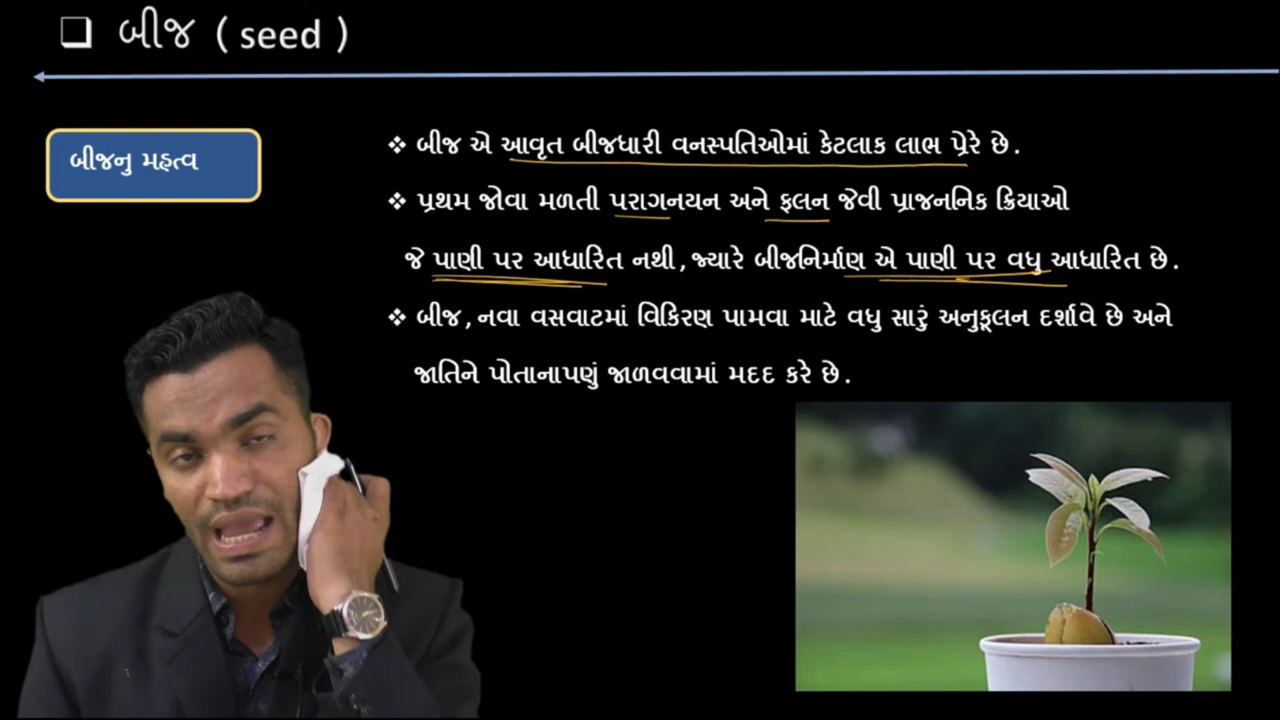 ❑ બીજ ( seed )
બીજનુ મહત્વ
❖ બીજ એ આવૃત બીજધારી વનસ્પતિઓમાં કેટલાક લાભ પ્રેરે છે.
❖ પ્રથમ જોવા મળતી પરાગનયન અને ફલન જેવી પ્રાજનનિક ક્રિયાઓ
જે પાણી પર આધારિત નથી,જ્યારે બીજનિર્માણ એ પાણી પર વધુ આધારિત છે.
❖ બીજ,નવા વસવાટમાં વિકિરણ પામવા માટે વધુ સારું અનુકૂલન દર્શાવે છે અને
જાતિને પોતાનાપણું જાળવવામાં મદદ કરે છે.